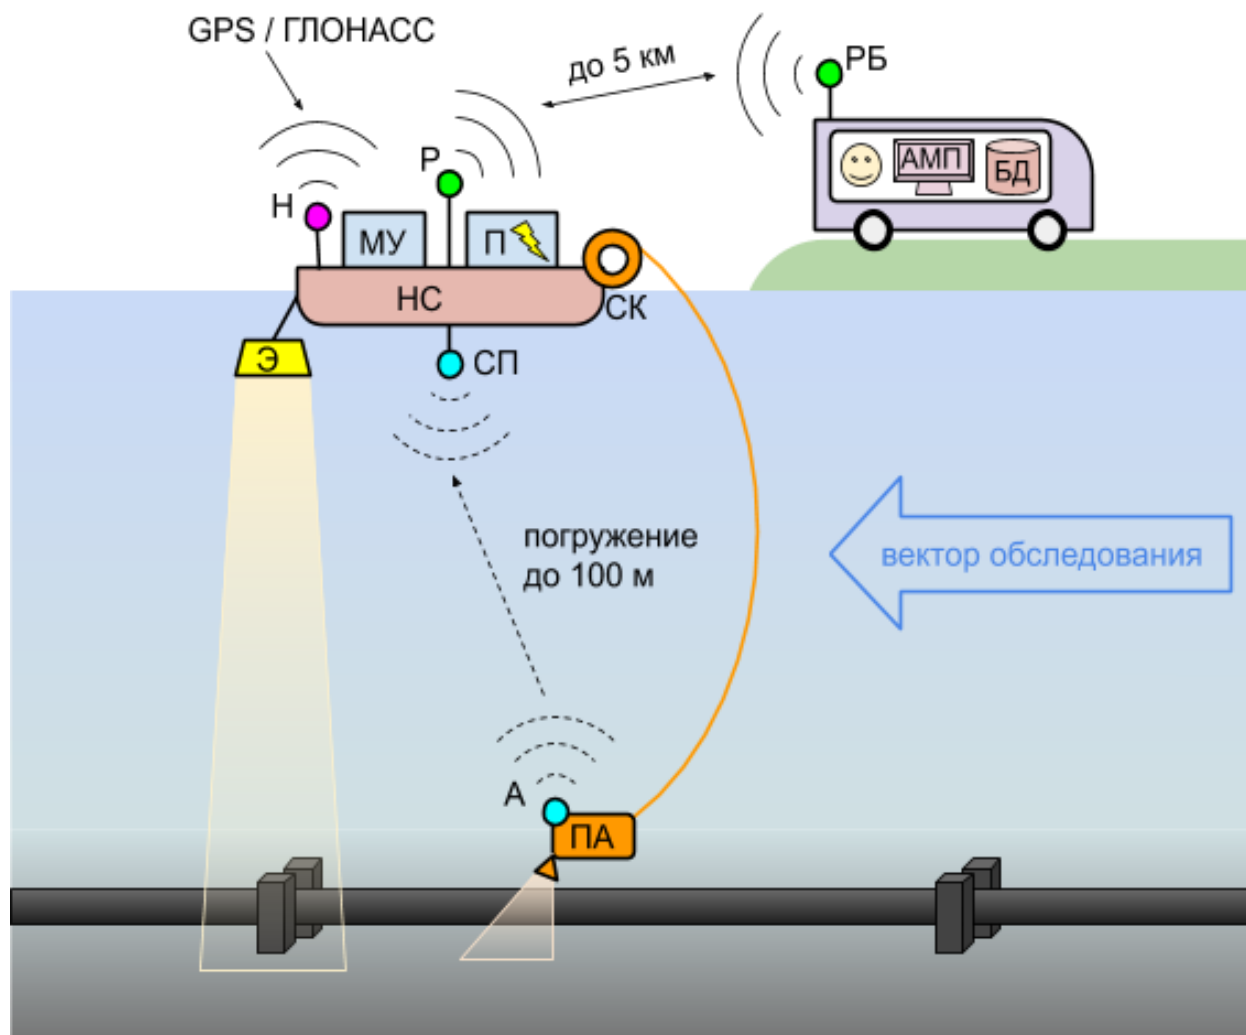 GPS / ГЛОНАСС
до 5 км
РБ
Р
АМП
БД
Н
МУ
П
НС
СК
Э
СП
погружение
до 100 м
вектор обследования
А
ПА